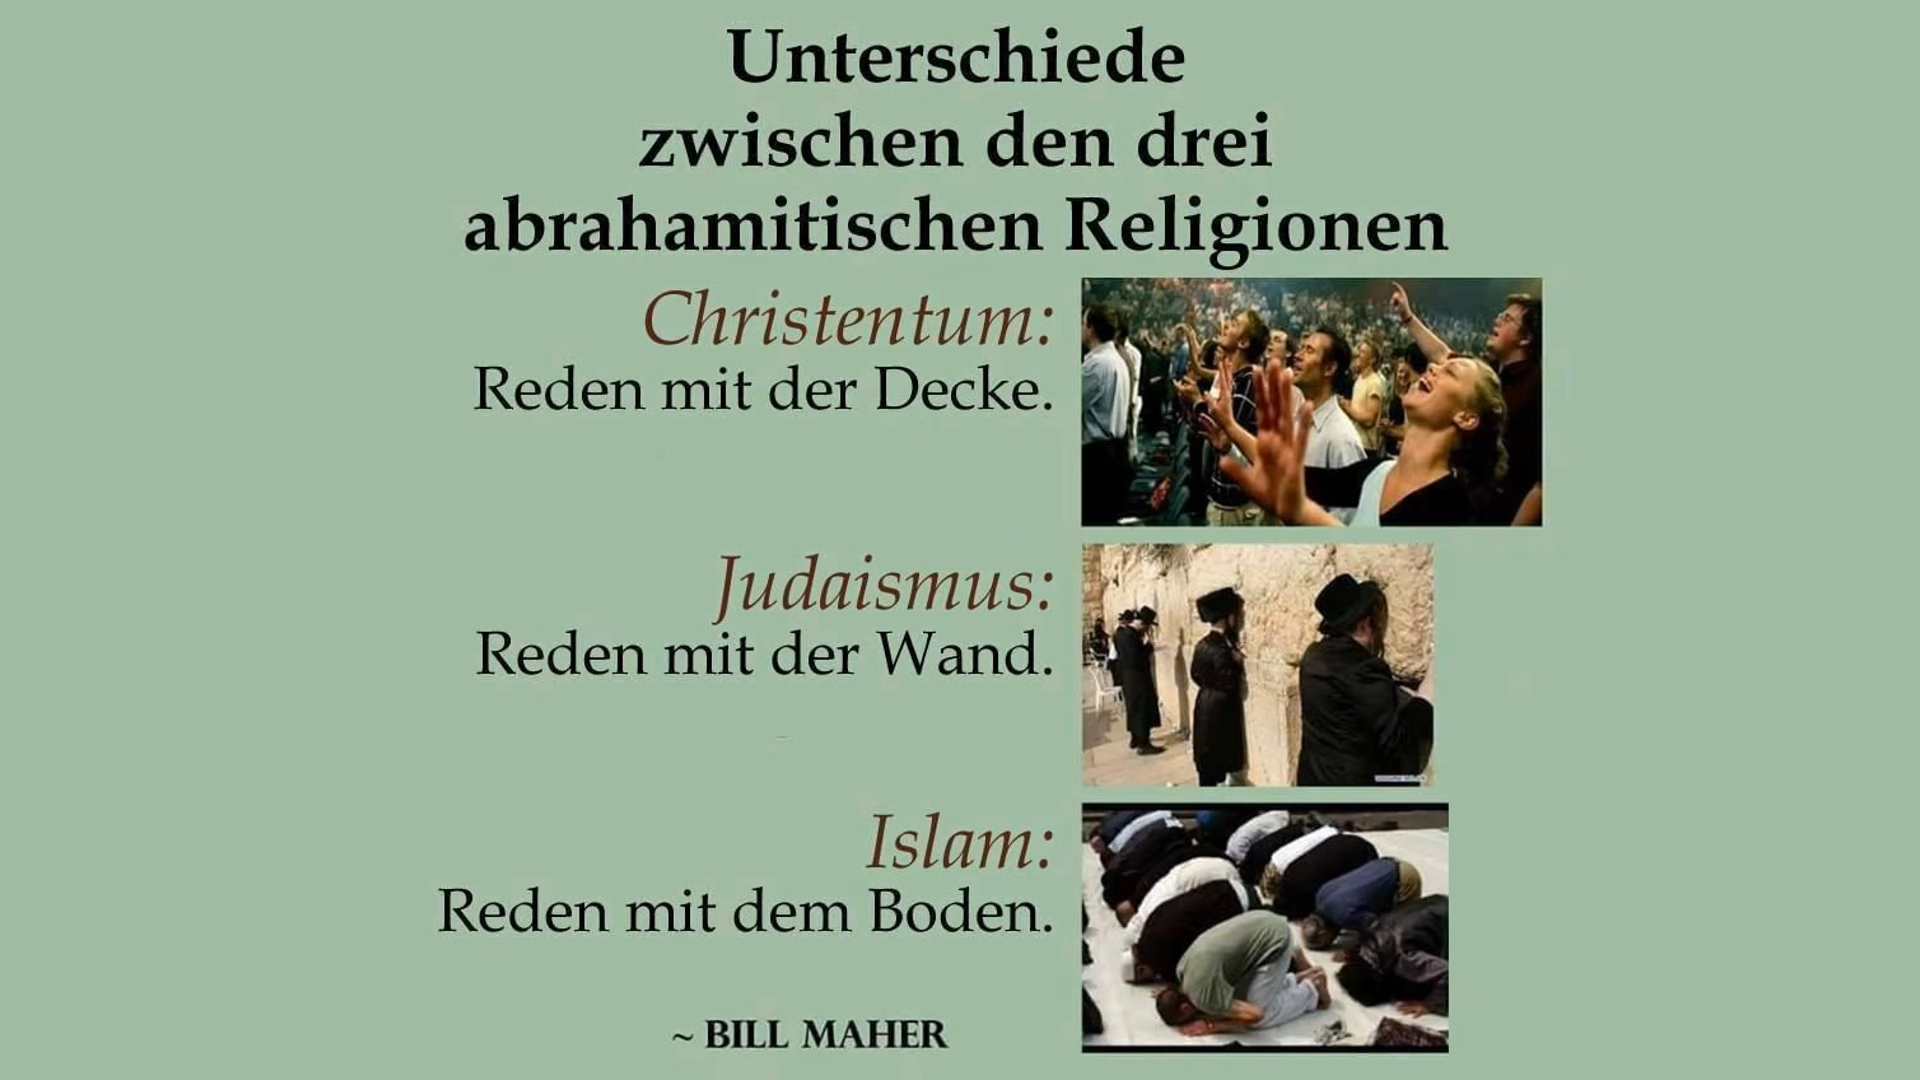 Unterschiede
zwischen den drei
abrahamitischen Religionen
Christentum:
Reden mit der Decke.
Judaismus:
Reden mit der Wand.
Islam:
Reden mit dem Boden.
~ BILL MAHER